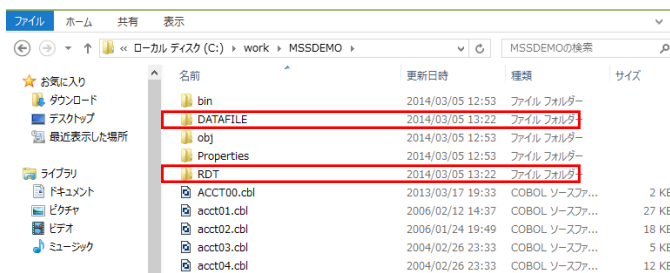 ファイル ホーム 共有 表示
« ローカル ディスク (C:) ▸ work ▸ MSSDEMO ▸ MSSDEMOの検索
お気に入り
ダウンロード
デスクトップ
最近表示した場所
ライブラリ
ドキュメント
ピクチャ
ビデオ
ミュージック
名前 更新日時 種類 サイズ
bin 2014/03/05 12:53 ファイル フォルダー
DATAFILE 2014/03/05 13:22 ファイル フォルダー
obj 2014/03/05 12:53 ファイル フォルダー
Properties 2014/03/05 12:53 ファイル フォルダー
RDT 2014/03/05 13:22 ファイル フォルダー
ACCT00.cbl 2013/03/17 19:33 COBOL ソースファ... 2 KB
acct01.cbl 2006/02/12 14:37 COBOL ソースファ... 27 KB
acct02.cbl 2006/01/24 19:49 COBOL ソースファ... 18 KB
acct03.cbl 2004/02/26 23:33 COBOL ソースファ... 5 KB
acct04.cbl 2004/02/26 23:33 COBOL ソースファ... 12 KB